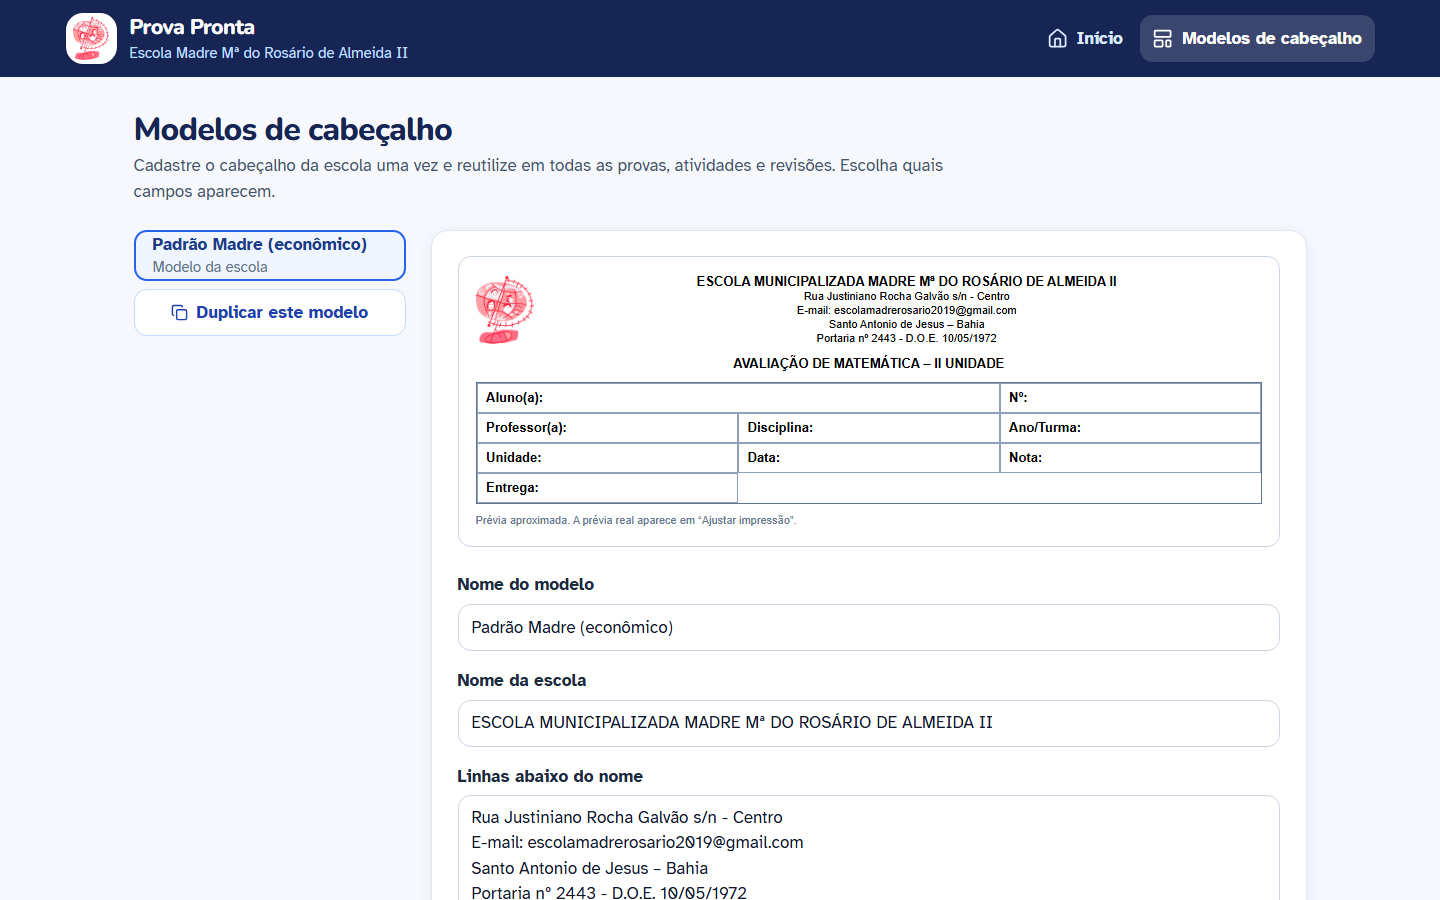 Prova Pronta
Escola Madre Mª do Rosário de Almeida II
Início
Modelos de cabeçalho
Modelos de cabeçalho
Cadastre o cabeçalho da escola uma vez e reutilize em todas as provas, atividades e revisões. Escolha quais
campos aparecem.
Padrão Madre (econômico)
Modelo da escola
Duplicar este modelo
ESCOLA MUNICIPALIZADA MADRE Mª DO ROSÁRIO DE ALMEIDA II
Rua Justiniano Rocha Galvão s/n - Centro
E-mail: escolamadrerosario2019@gmail.com
Santo Antonio de Jesus – Bahia
Portaria nº 2443 - D.O.E. 10/05/1972
AVALIAÇÃO DE MATEMÁTICA – II UNIDADE
Aluno(a):
Nº:
Professor(a):
Disciplina:
Ano/Turma:
Unidade:
Data:
Nota:
Entrega:
Prévia aproximada. A prévia real aparece em “Ajustar impressão”.
Nome do modelo
Padrão Madre (econômico)
Nome da escola
ESCOLA MUNICIPALIZADA MADRE Mª DO ROSÁRIO DE ALMEIDA II
Linhas abaixo do nome
Rua Justiniano Rocha Galvão s/n - Centro
E-mail: escolamadrerosario2019@gmail.com
Santo Antonio de Jesus – Bahia
Portaria nº 2443 - D.O.E. 10/05/1972